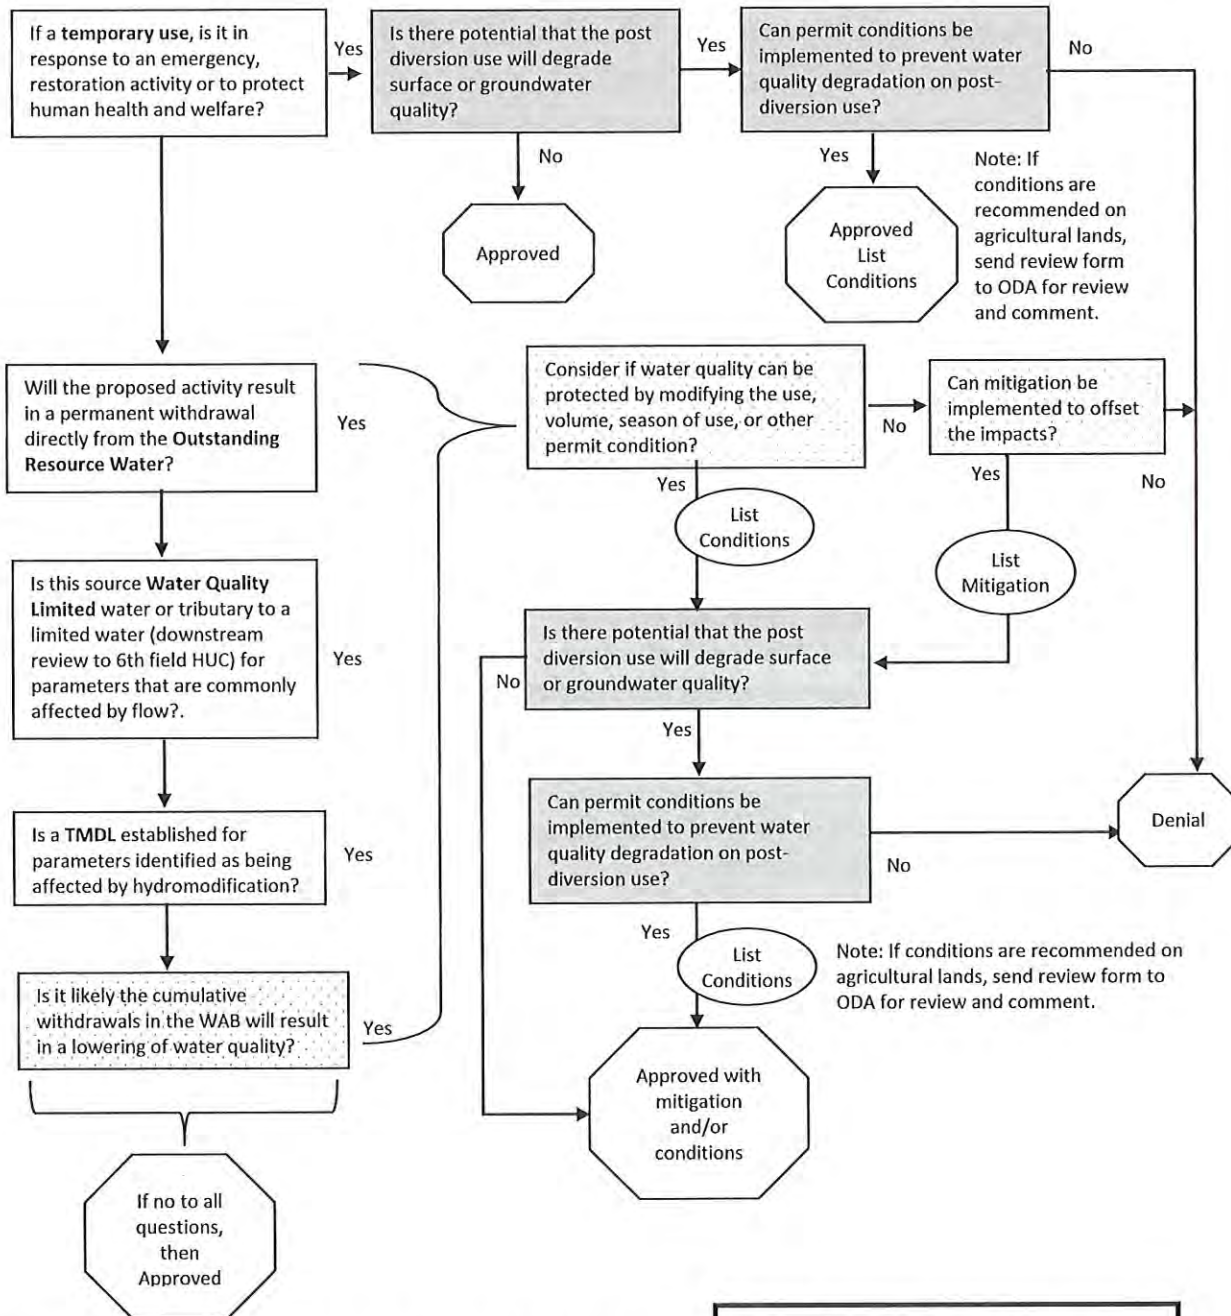 If a temporary use, is it in
response to an emergency,
restoration activity or to protect
human health and welfare?
Yes
Is there potential that the post
diversion use will degrade
surface or groundwater
quality?
Yes
Can permit conditions be
implemented to prevent water
quality degradation on post-
diversion use?
No
No
Approved
Yes
Approved
List
Conditions
Note: If
conditions are
recommended on
agricultural lands,
send review form
to ODA for review
and comment.
Will the proposed activity result
in a permanent withdrawal
directly from the Outstanding
Resource Water?
Yes
Consider if water quality can be
protected by modifying the use,
volume, season of use, or other
permit condition?
No
Can mitigation be
implemented to offset
the impacts?
Yes
No
Yes
List
Conditions
List
Mitigation
Is this source Water Quality
Limited water or tributary to a
limited water (downstream
review to 6th field HUC) for
parameters that are commonly
affected by flow?.
Yes
Is there potential that the post
diversion use will degrade surface
or groundwater quality?
No
Yes
Is a TMDL established for
parameters identified as being
affected by hydromodification?
Yes
Can permit conditions be
implemented to prevent water
quality degradation on post-
diversion use?
No
Denial
Yes
List
Conditions
Note: If conditions are recommended on
agricultural lands, send review form to
ODA for review and comment.
Is it likely the cumulative
withdrawals in the WAB will result
in a lowering of water quality?
Yes
Approved with
mitigation
and/or
conditions
If no to all
questions,
then
Approved